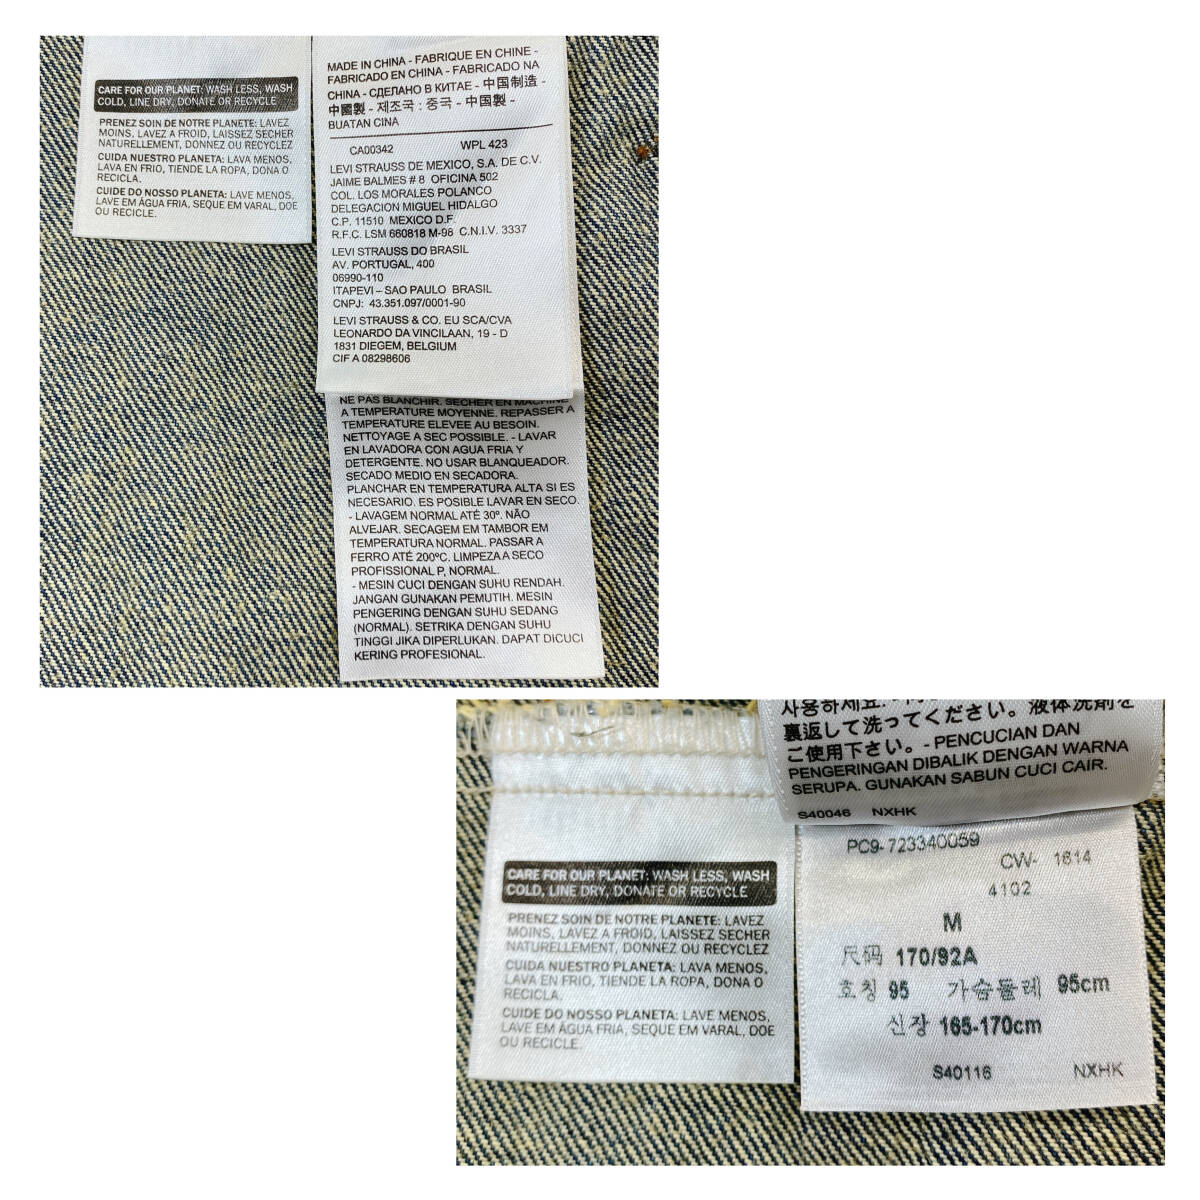 CARE FOR OUR PLANET: WASH LESS, WASH
COLD, LINE DRY, DONATE OR RECYCLE
PRENEZ SOIN DE NOTRE PLANETE: LAVEZ
MOINS, LAVEZ A FROID, LAISSEZ SECHER
NATURELLEMENT, DONNEZ OU RECYCLEZ
CUIDA NUESTRO PLANETA: LAVA MENOS,
LAVA EN FRIO, TIENDE LA ROPA, DONA O
RECICLA.
CUIDE DO NOSSO PLANETA: LAVE MENOS,
LAVE EM ÁGUA FRIA, SEQUE EM VARAL, DOE
OU RECICLE.
MADE IN CHINA - FABRIQUE EN CHINE -
FABRICADO EN CHINA - FABRICADO NA
CHINA - СДЕЛАНО В КИТАЕ - 中国制造 -
中國製 - 제조국 : 중국 - 中国製 -
BUATAN CINA
CA00342 WPL 423
LEVI STRAUSS DE MEXICO, S.A. DE C.V.
JAIME BALMES # 8 OFICINA 502
COL. LOS MORALES POLANCO
DELEGACION MIGUEL HIDALGO
C.P. 11510 MEXICO D.F.
R.F.C. LSM 660818 M-98 C.N.I.V. 3337
LEVI STRAUSS DO BRASIL
AV. PORTUGAL, 400
06990-110
ITAPEVI – SAO PAULO BRASIL
CNPJ: 43.351.097/0001-90
LEVI STRAUSS & CO. EU SCA/CVA
LEONARDO DA VINCILAAN, 19 - D
1831 DIEGEM, BELGIUM
CIF A 08298606
NE PAS BLANCHIR. SECHER EN MACHINE
A TEMPERATURE MOYENNE. REPASSER A
TEMPERATURE ELEVEE AU BESOIN.
NETTOYAGE A SEC POSSIBLE. - LAVAR
EN LAVADORA CON AGUA FRIA Y
DETERGENTE. NO USAR BLANQUEADOR.
SECADO MEDIO EN SECADORA.
PLANCHAR EN TEMPERATURA ALTA SI ES
NECESARIO. ES POSIBLE LAVAR EN SECO.
- LAVAGEM NORMAL ATÉ 30º. NÃO
ALVEJAR. SECAGEM EM TAMBOR EM
TEMPERATURA NORMAL. PASSAR A
FERRO ATÉ 200ºC. LIMPEZA A SECO
PROFISSIONAL P, NORMAL.
- MESIN CUCI DENGAN SUHU RENDAH.
JANGAN GUNAKAN PEMUTIH. MESIN
PENGERING DENGAN SUHU SEDANG
(NORMAL). SETRIKA DENGAN SUHU
TINGGI JIKA DIPERLUKAN. DAPAT DICUCI
KERING PROFESIONAL.
사용하세요.
裏返して洗ってください。液体洗剤を
ご使用下さい。- PENCUCIAN DAN
PENGERINGAN DIBALIK DENGAN WARNA
SERUPA. GUNAKAN SABUN CUCI CAIR.
S40046 NXHK
CARE FOR OUR PLANET: WASH LESS, WASH
COLD, LINE DRY, DONATE OR RECYCLE
PRENEZ SOIN DE NOTRE PLANETE: LAVEZ
MOINS, LAVEZ A FROID, LAISSEZ SECHER
NATURELLEMENT, DONNEZ OU RECYCLEZ
CUIDA NUESTRO PLANETA: LAVA MENOS,
LAVA EN FRIO, TIENDE LA ROPA, DONA O
RECICLA.
CUIDE DO NOSSO PLANETA: LAVE MENOS,
LAVE EM ÁGUA FRIA, SEQUE EM VARAL, DOE
OU RECICLE.
PC9-723340059
CW- 1614
4102
M
尺码 170/92A
호칭 95 가슴둘레 95cm
신장 165-170cm
S40116 NXHK